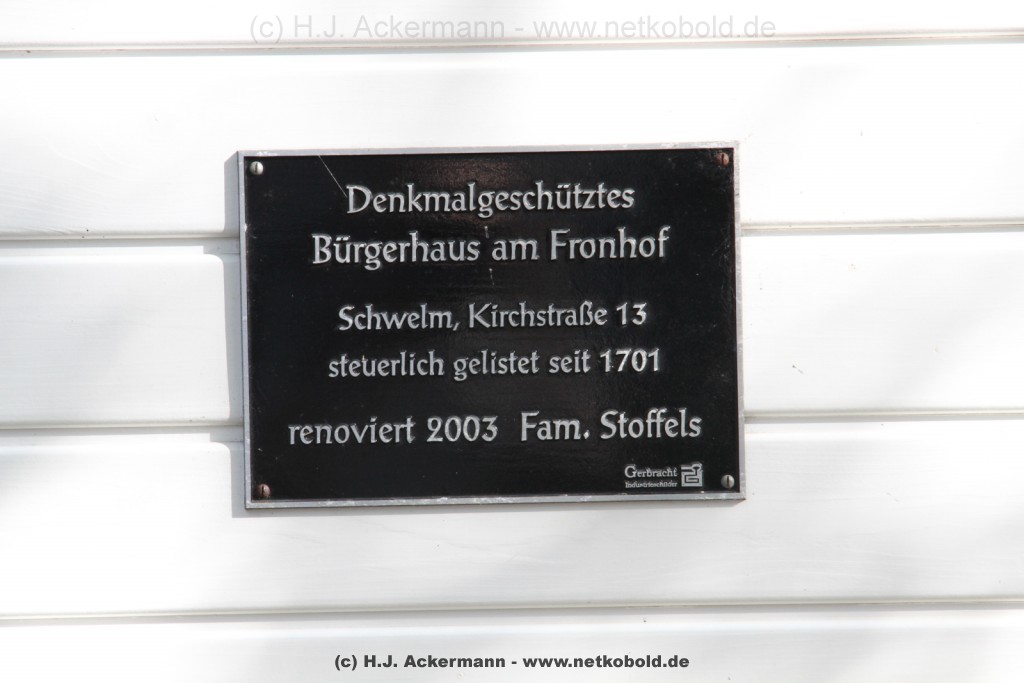 (c) H.J. Ackermann - www.netkobold.de
Denkmalgeschütztes
Bürgerhaus am Fronhof
Schwelm, Kirchstraße 13
steuerlich gelistet seit 1701
renoviert 2003 Fam. Stoffels
Gerbracht
Industrieschilder
(c) H.J. Ackermann - www.netkobold.de